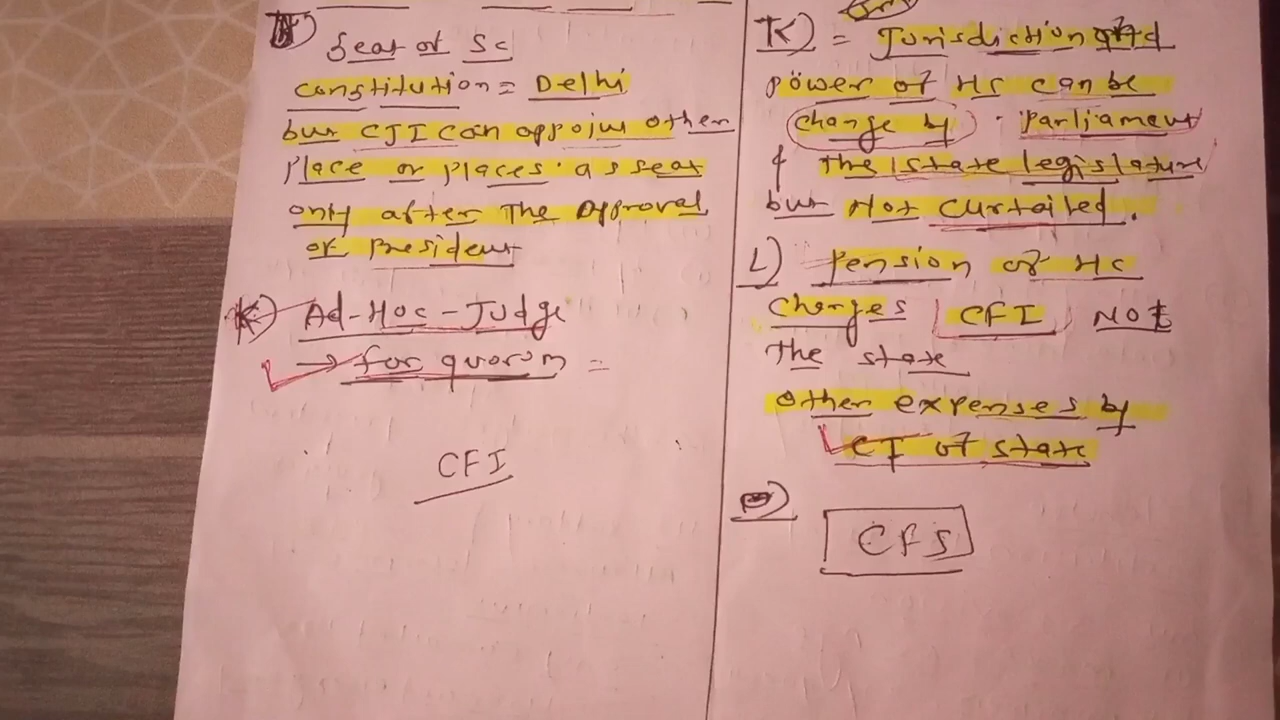 Seat of Sc
constitution = Delhi
but CJI can appoint other
place or places as seat
only after The Approval
of President
K) Ad-Hoc-Judge
→ for quorum =
CFI
K) = Jurisdiction and
power of Hc can be
change by Parliament
& The state legislature
but Not curtailed.
L) Pension of Hc
charges CFI NOt
The state
other expenses by
CF of state
CFS